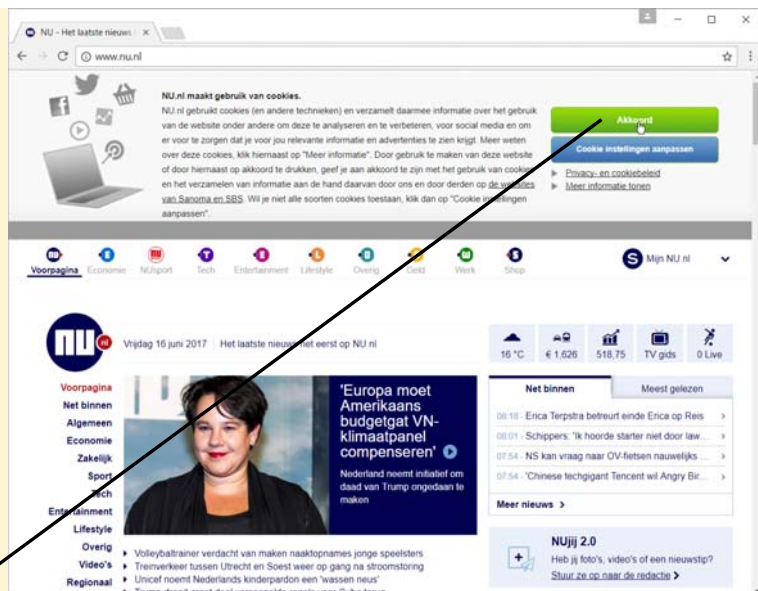 NU - Het laatste nieuws
www.nu.nl
NU.nl maakt gebruik van cookies.
NU.nl gebruikt cookies (en andere technieken) en verzamelt daarmee informatie over het gebruik
van de website onder andere om deze te analyseren en te verbeteren, voor social media en om
er voor te zorgen dat je voor jou relevante informatie en advertenties te zien krijgt. Meer weten
over deze cookies, klik hiernaast op "Meer informatie". Door gebruik te maken van deze website
of door hiernaast op akkoord te drukken, geef je aan akkoord te zijn met het gebruik van cookies
en het verzamelen van informatie aan de hand daarvan door ons en door derden op de websites
van Sanoma en SBS. Wil je niet alle soorten cookies toestaan, klik dan op "Cookie instellingen
aanpassen".
Akkoord
Cookie instellingen aanpassen
Privacy- en cookiebeleid
Meer informatie tonen
Voorpagina Economie NUsport Tech Entertainment Lifestyle Overig Geld Werk Shop
S Mijn NU.nl
NU nl
Vrijdag 16 juni 2017 Het laatste nieuws het eerst op NU.nl
16 °C € 1,626 518,75 TV gids 0 Live
Voorpagina
Net binnen
Algemeen
Economie
Zakelijk
Sport
Tech
Entertainment
Lifestyle
Overig
Video's
Regionaal
'Europa moet
Amerikaans
budgetgat VN-
klimaatpanel
compenseren'
Nederland neemt initiatief om
daad van Trump ongedaan te
maken
Volleybaltrainer verdacht van maken naaktopnames jonge speelsters
Treinverkeer tussen Utrecht en Soest weer op gang na stroomstoring
Unicef noemt Nederlands kinderpardon een 'wassen neus'
Net binnen Meest gelezen
08:18 - Erica Terpstra betreurt einde Erica op Reis
08:01 - Schippers: 'Ik hoorde starter niet door law...
07:54 - NS kan vraag naar OV-fietsen nauwelijks ...
07:54 - 'Chinese techgigant Tencent wil Angry Bir...
Meer nieuws
NUjij 2.0
Heb jij foto's, video's of een nieuwstip?
Stuur ze op naar de redactie